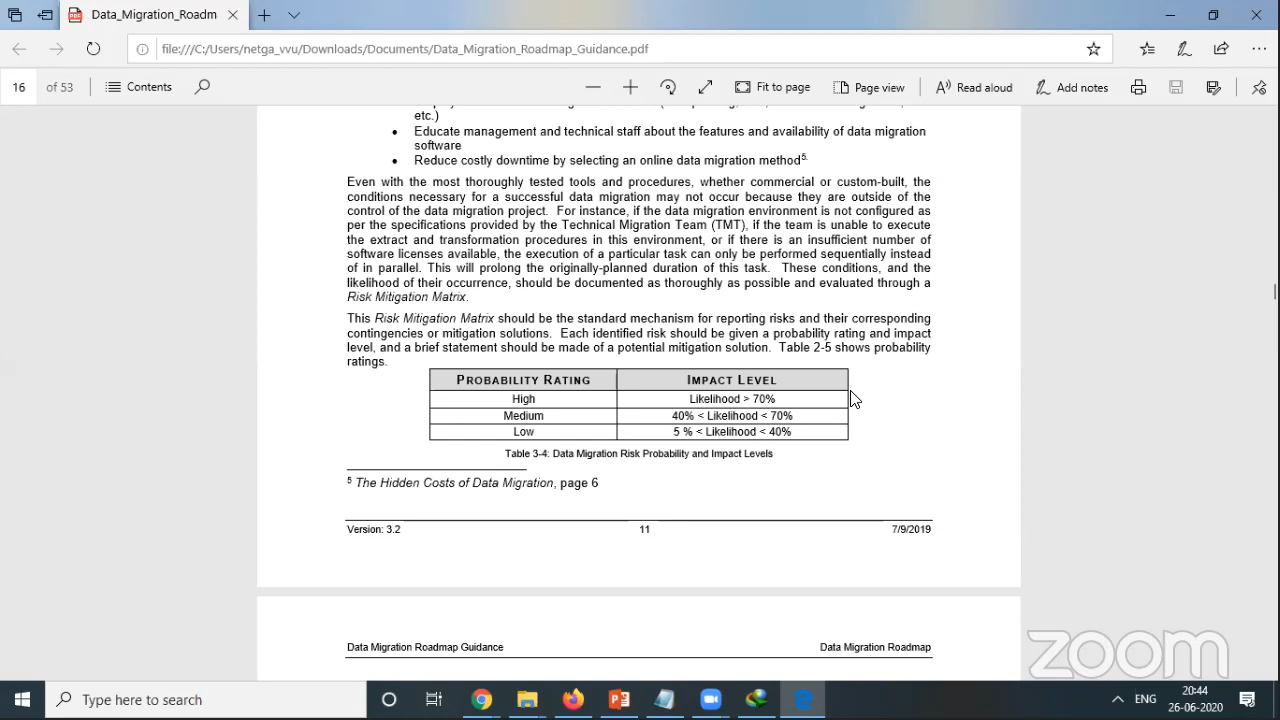 Data_Migration_Roadm
file:///C:/Users/netga_vvu/Downloads/Documents/Data_Migration_Roadmap_Guidance.pdf
16 of 53 Contents Fit to page Page view Read aloud Add notes
etc.)
• Educate management and technical staff about the features and availability of data migration
software
• Reduce costly downtime by selecting an online data migration method5.
Even with the most thoroughly tested tools and procedures, whether commercial or custom-built, the
conditions necessary for a successful data migration may not occur because they are outside of the
control of the data migration project. For instance, if the data migration environment is not configured as
per the specifications provided by the Technical Migration Team (TMT), if the team is unable to execute
the extract and transformation procedures in this environment, or if there is an insufficient number of
software licenses available, the execution of a particular task can only be performed sequentially instead
of in parallel. This will prolong the originally-planned duration of this task. These conditions, and the
likelihood of their occurrence, should be documented as thoroughly as possible and evaluated through a
Risk Mitigation Matrix.
This Risk Mitigation Matrix should be the standard mechanism for reporting risks and their corresponding
contingencies or mitigation solutions. Each identified risk should be given a probability rating and impact
level, and a brief statement should be made of a potential mitigation solution. Table 2-5 shows probability
ratings.
PROBABILITY RATING IMPACT LEVEL
High Likelihood > 70%
Medium 40% < Likelihood < 70%
Low 5 % < Likelihood < 40%
Table 3-4: Data Migration Risk Probability and Impact Levels
5 The Hidden Costs of Data Migration, page 6
Version: 3.2 11 7/9/2019
Data Migration Roadmap Guidance Data Migration Roadmap
zoom
Type here to search ENG 20:44
26-06-2020